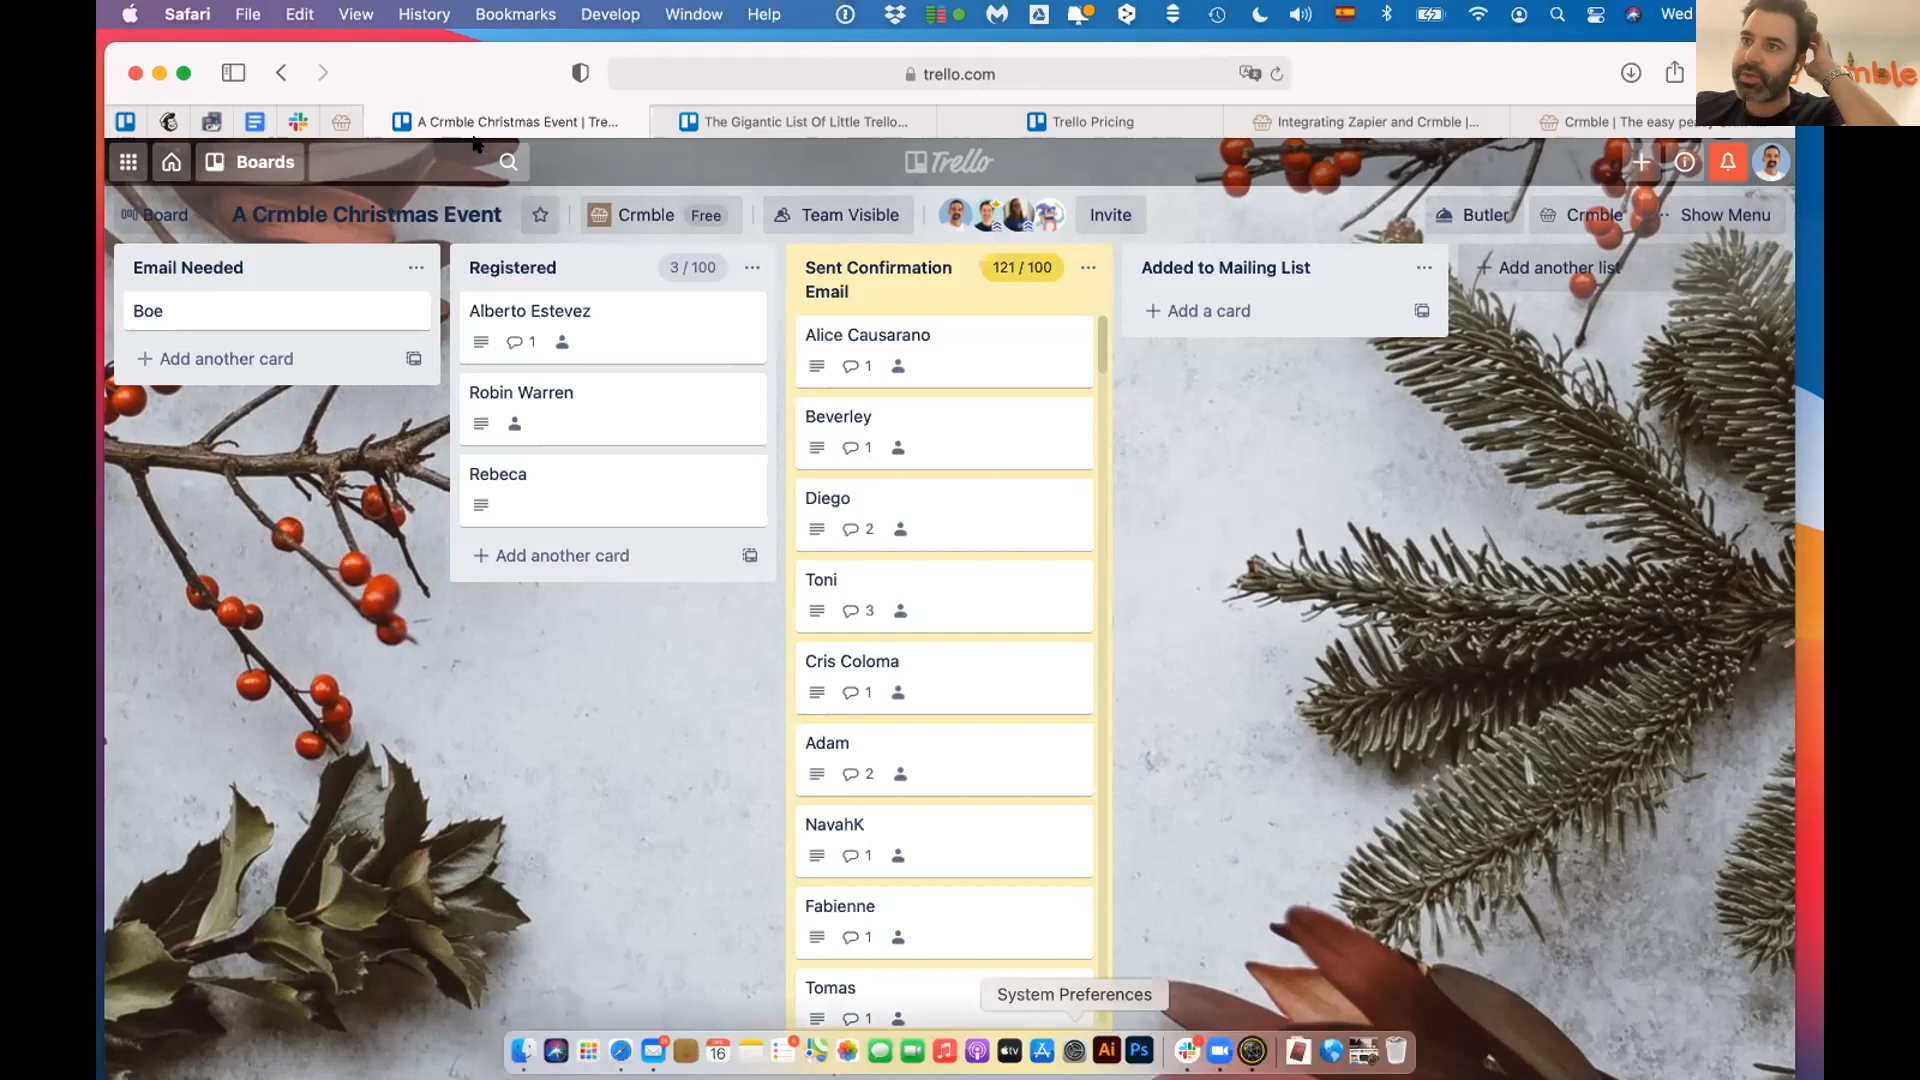 Safari File Edit View History Bookmarks Develop Window Help Wed
trello.com
A Crmble Christmas Event | Tre...
The Gigantic List Of Little Trello...
Trello Pricing
Integrating Zapier and Crmble |...
Crmble | The easy pe
Boards
Trello
Board
A Crmble Christmas Event
Crmble Free
Team Visible
Invite
Butler
Crmble
Show Menu
Email Needed
Boe
Add another card
Registered
3 / 100
Alberto Estevez
1
Robin Warren
Rebeca
Add another card
Sent Confirmation
Email
121 / 100
Alice Causarano
1
Beverley
1
Diego
2
Toni
3
Cris Coloma
1
Adam
2
NavahK
1
Fabienne
1
Tomas
1
Added to Mailing List
Add a card
Add another list
System Preferences
16
tv
Ai
Ps